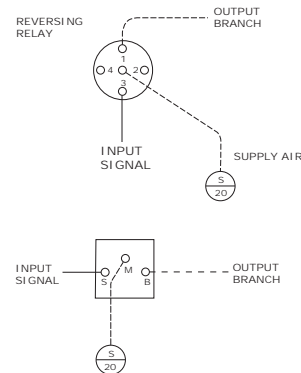 REVERSING
RELAY
OUTPUT
BRANCH
1
4
2
3
INPUT
SIGNAL
SUPPLY AIR
S
20
INPUT
SIGNAL
S
M
B
OUTPUT
BRANCH
S
20